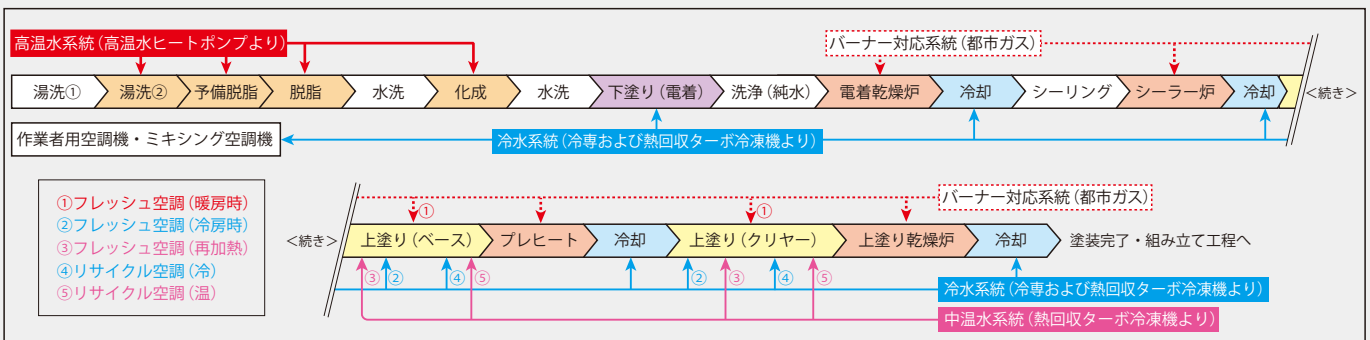 高温水系統(高温水ヒートポンプより)
バーナー対応系統(都市ガス)
湯洗①
湯洗②
予備脱脂
脱脂
水洗
化成
水洗
下塗り(電着)
洗浄(純水)
電着乾燥炉
冷却
シーリング
シーラー炉
冷却
<続き>
作業者用空調機・ミキシング空調機
冷水系統(冷専および熱回収ターボ冷凍機より)
①フレッシュ空調(暖房時)
②フレッシュ空調(冷房時)
③フレッシュ空調(再加熱)
④リサイクル空調(冷)
⑤リサイクル空調(温)
バーナー対応系統(都市ガス)
①
①
<続き>
上塗り(ベース)
プレヒート
冷却
上塗り(クリヤー)
上塗り乾燥炉
冷却
塗装完了・組み立て工程へ
③
②
④
⑤
②
③
④
⑤
冷水系統(冷専および熱回収ターボ冷凍機より)
中温水系統(熱回収ターボ冷凍機より)